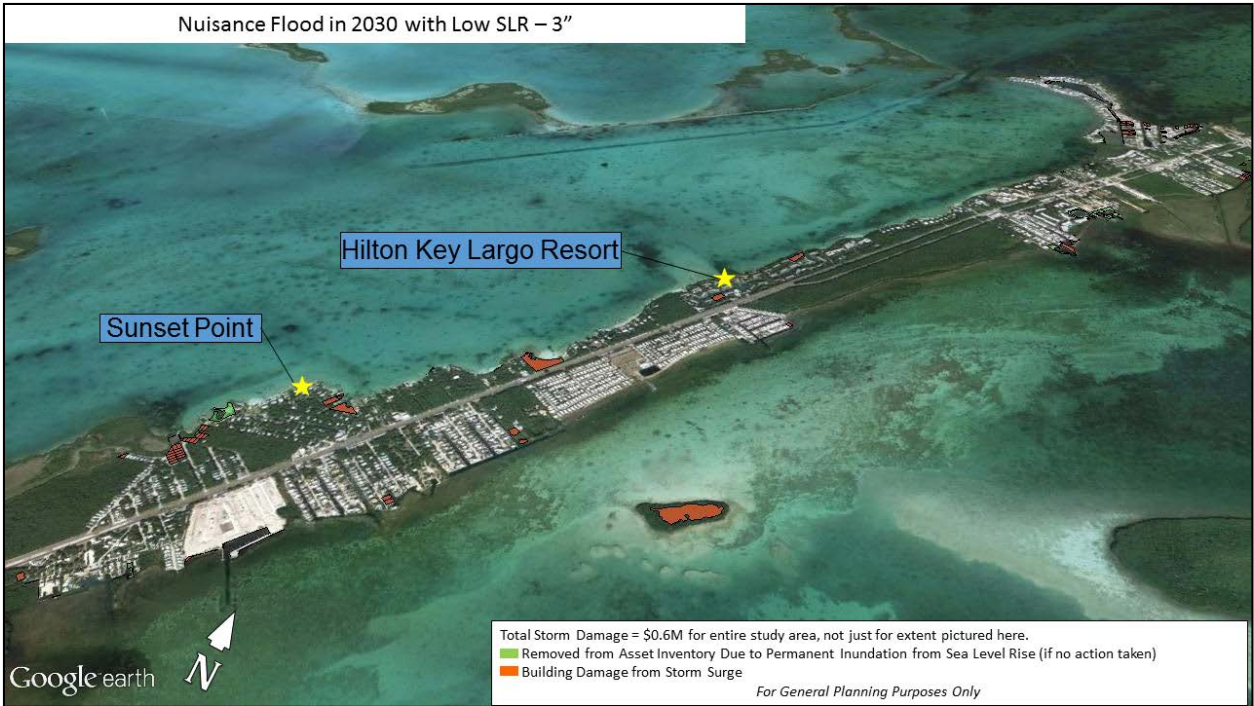 Nuisance Flood in 2030 with Low SLR – 3”
Hilton Key Largo Resort
Sunset Point
N
Google earth
Total Storm Damage = $0.6M for entire study area, not just for extent pictured here.
Removed from Asset Inventory Due to Permanent Inundation from Sea Level Rise (if no action taken)
Building Damage from Storm Surge
For General Planning Purposes Only